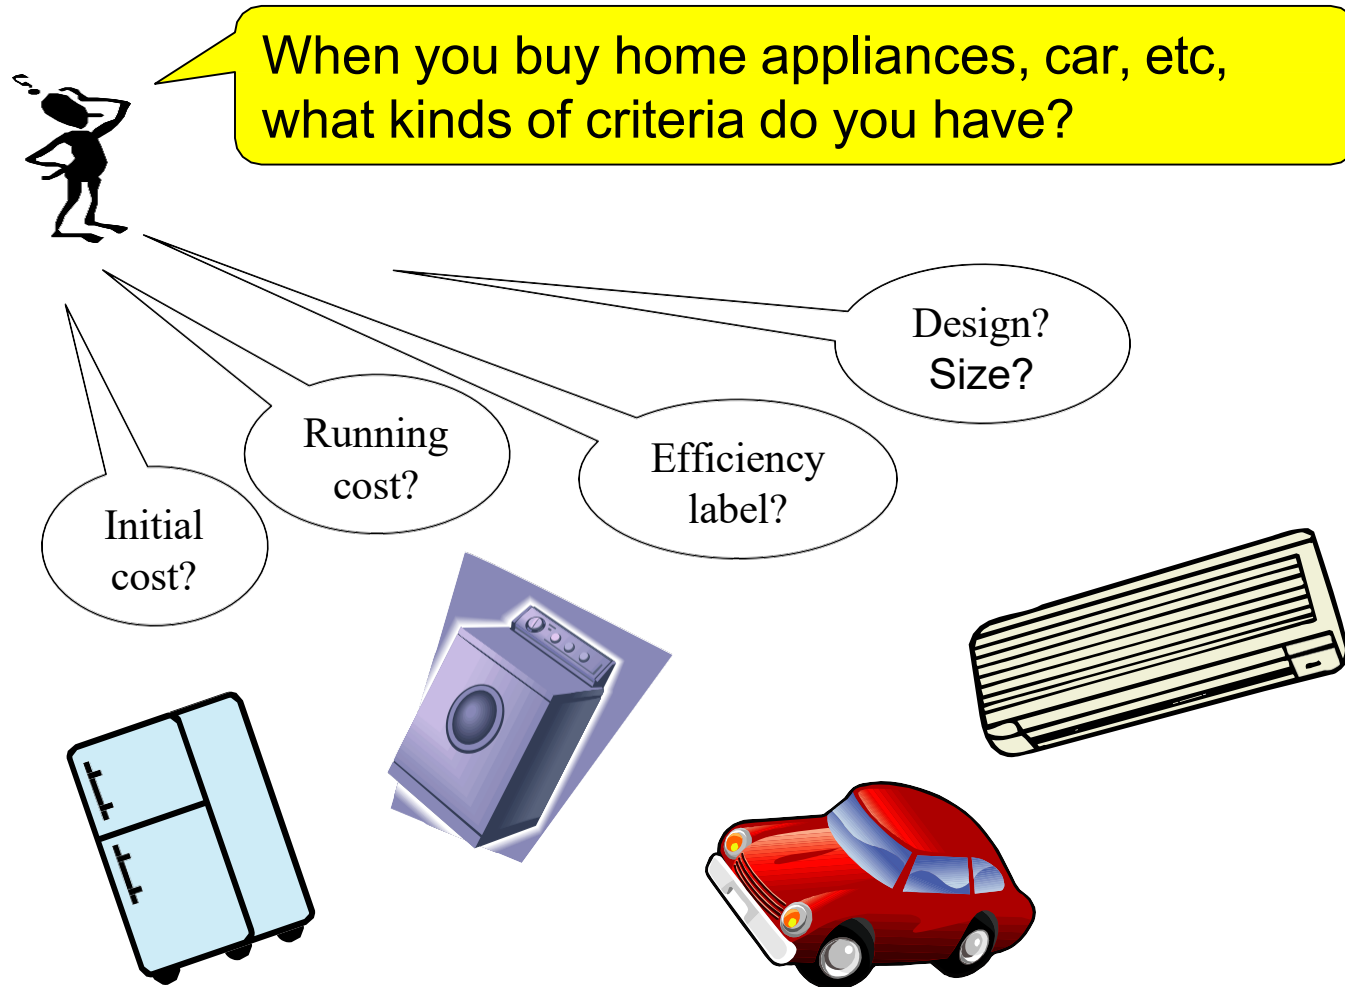 When you buy home appliances, car, etc,
what kinds of criteria do you have?
Design?
Size?
Running
cost?
Efficiency
label?
Initial
cost?